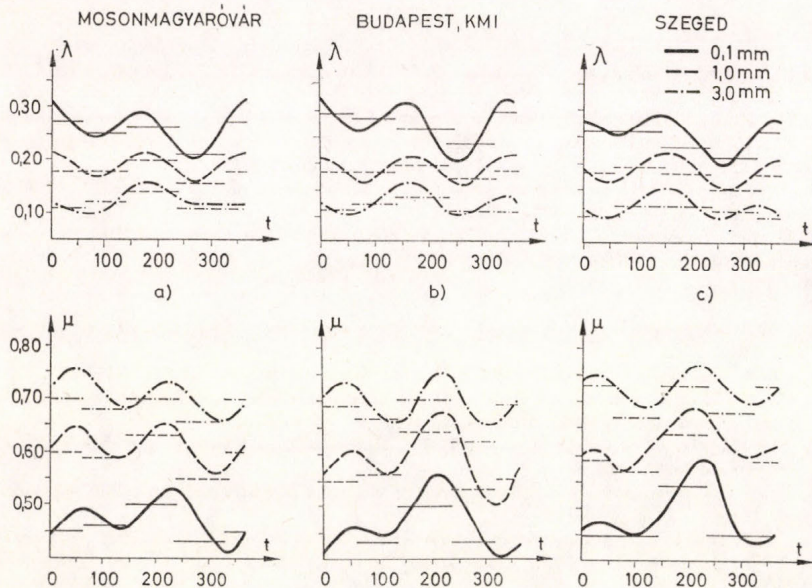 MOSONMAGYARÓVÁR BUDAPEST, KMI SZEGED
λ λ λ
0,1 mm
1,0 mm
3,0 mm
0,30
0,20
0,10
t t t
0 100 200 300 0 100 200 300 0 100 200 300
a) b) c)
μ μ μ
0,80
0,70
0,60
0,50
t t t
0 100 200 300 0 100 200 300 0 100 200 300